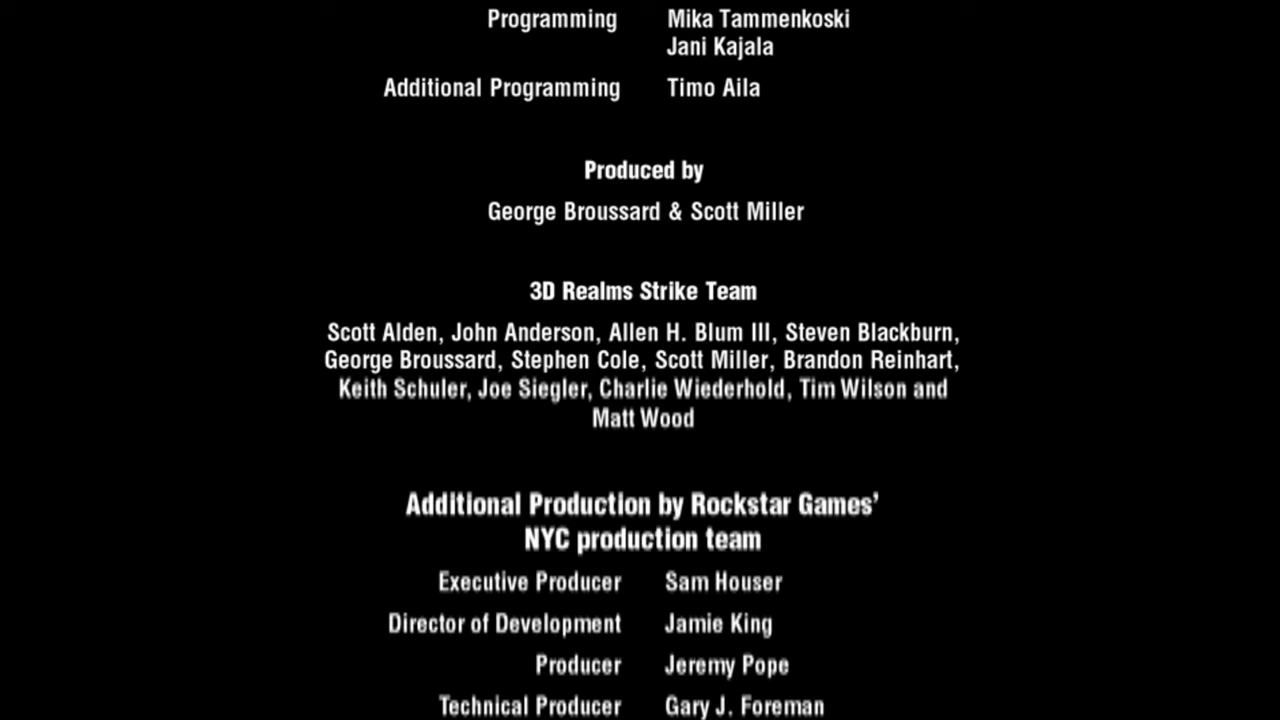 Programming Mika Tammenkoski
Jani Kajala
Additional Programming Timo Aila
Produced by
George Broussard & Scott Miller
3D Realms Strike Team
Scott Alden, John Anderson, Allen H. Blum III, Steven Blackburn,
George Broussard, Stephen Cole, Scott Miller, Brandon Reinhart,
Keith Schuler, Joe Siegler, Charlie Wiederhold, Tim Wilson and
Matt Wood
Additional Production by Rockstar Games’
NYC production team
Executive Producer Sam Houser
Director of Development Jamie King
Producer Jeremy Pope
Technical Producer Gary J. Foreman